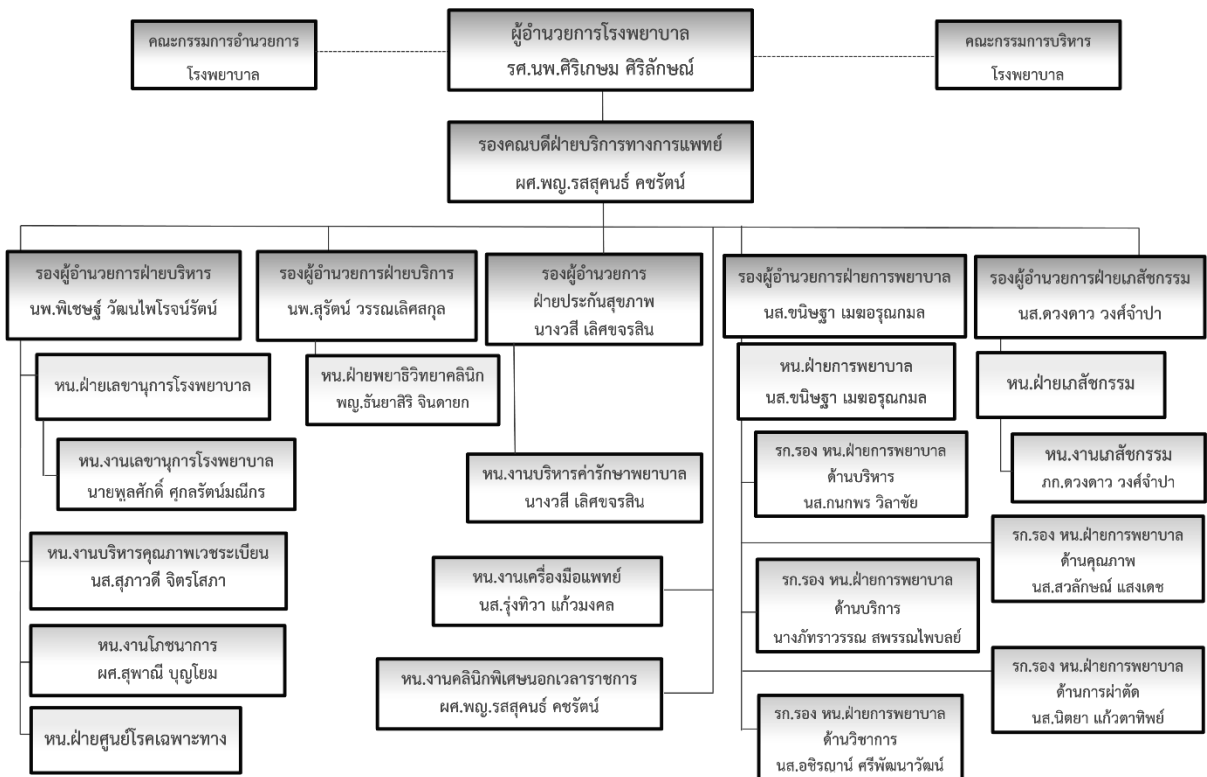 คณะกรรมการอำนวยการ
โรงพยาบาล
ผู้อำนวยการโรงพยาบาล
รศ.นพ.ศิริเกษม ศิริลักษณ์
คณะกรรมการบริหาร
โรงพยาบาล
รองคณบดีฝ่ายบริการทางการแพทย์
ผศ.พญ.รสสุคนธ์ คชรัตน์
รองผู้อำนวยการฝ่ายบริหาร
นพ.พิเชษฐ์ วัฒนไพโรจน์รัตน์
รองผู้อำนวยการฝ่ายบริการ
นพ.สุรัตน์ วรรณเลิศสกุล
รองผู้อำนวยการ
ฝ่ายประกันสุขภาพ
นางวสี เลิศขจรสิน
รองผู้อำนวยการฝ่ายการพยาบาล
นส.ขนิษฐา เมฆอรุณกมล
รองผู้อำนวยการฝ่ายเภสัชกรรม
นส.ดวงดาว วงศ์จำปา
หน.ฝ่ายเลขานุการโรงพยาบาล
หน.ฝ่ายพยาธิวิทยาคลินิก
พญ.ธันยาสิริ จินดายก
หน.ฝ่ายการพยาบาล
นส.ขนิษฐา เมฆอรุณกมล
หน.ฝ่ายเภสัชกรรม
หน.งานเลขานุการโรงพยาบาล
นายพูลศักดิ์ ศุกลรัตน์มณีกร
หน.งานบริหารค่ารักษาพยาบาล
นางวสี เลิศขจรสิน
รก.รอง หน.ฝ่ายการพยาบาล
ด้านบริหาร
นส.กนกพร วิลาชัย
หน.งานเภสัชกรรม
ภก.ดวงดาว วงศ์จำปา
หน.งานบริหารคุณภาพเวชระเบียน
นส.สุภาวดี จิตรโสภา
หน.งานเครื่องมือแพทย์
นส.รุ่งทิวา แก้วมงคล
รก.รอง หน.ฝ่ายการพยาบาล
ด้านบริการ
นางภัทราวรรณ สพรรณไพบลย์
รก.รอง หน.ฝ่ายการพยาบาล
ด้านคุณภาพ
นส.สวลักษณ์ แสงเดช
หน.งานโภชนาการ
ผศ.สุพาณี บุญโยม
หน.งานคลินิกพิเศษนอกเวลาราชการ
ผศ.พญ.รสสุคนธ์ คชรัตน์
รก.รอง หน.ฝ่ายการพยาบาล
ด้านการผ่าตัด
นส.นิตยา แก้วตาทิพย์
หน.ฝ่ายศูนย์โรคเฉพาะทาง
รก.รอง หน.ฝ่ายการพยาบาล
ด้านวิชาการ
นส.อชิรญาน์ ศรีพัฒนาวัฒน์